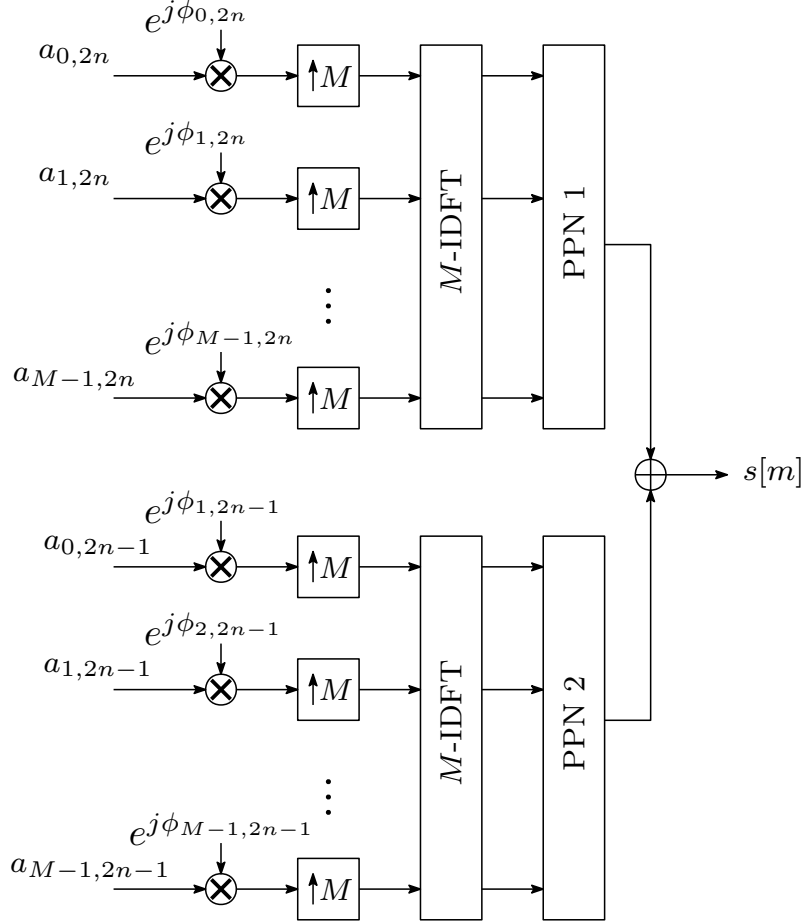 e^{jϕ_{0,2n}}
a_{0,2n}
↑M
e^{jϕ_{1,2n}}
a_{1,2n}
↑M
M-IDFT
PPN 1
⋮
e^{jϕ_{M−1,2n}}
a_{M−1,2n}
↑M
s[m]
e^{jϕ_{1,2n−1}}
a_{0,2n−1}
↑M
e^{jϕ_{2,2n−1}}
a_{1,2n−1}
↑M
M-IDFT
PPN 2
⋮
e^{jϕ_{M−1,2n−1}}
a_{M−1,2n−1}
↑M